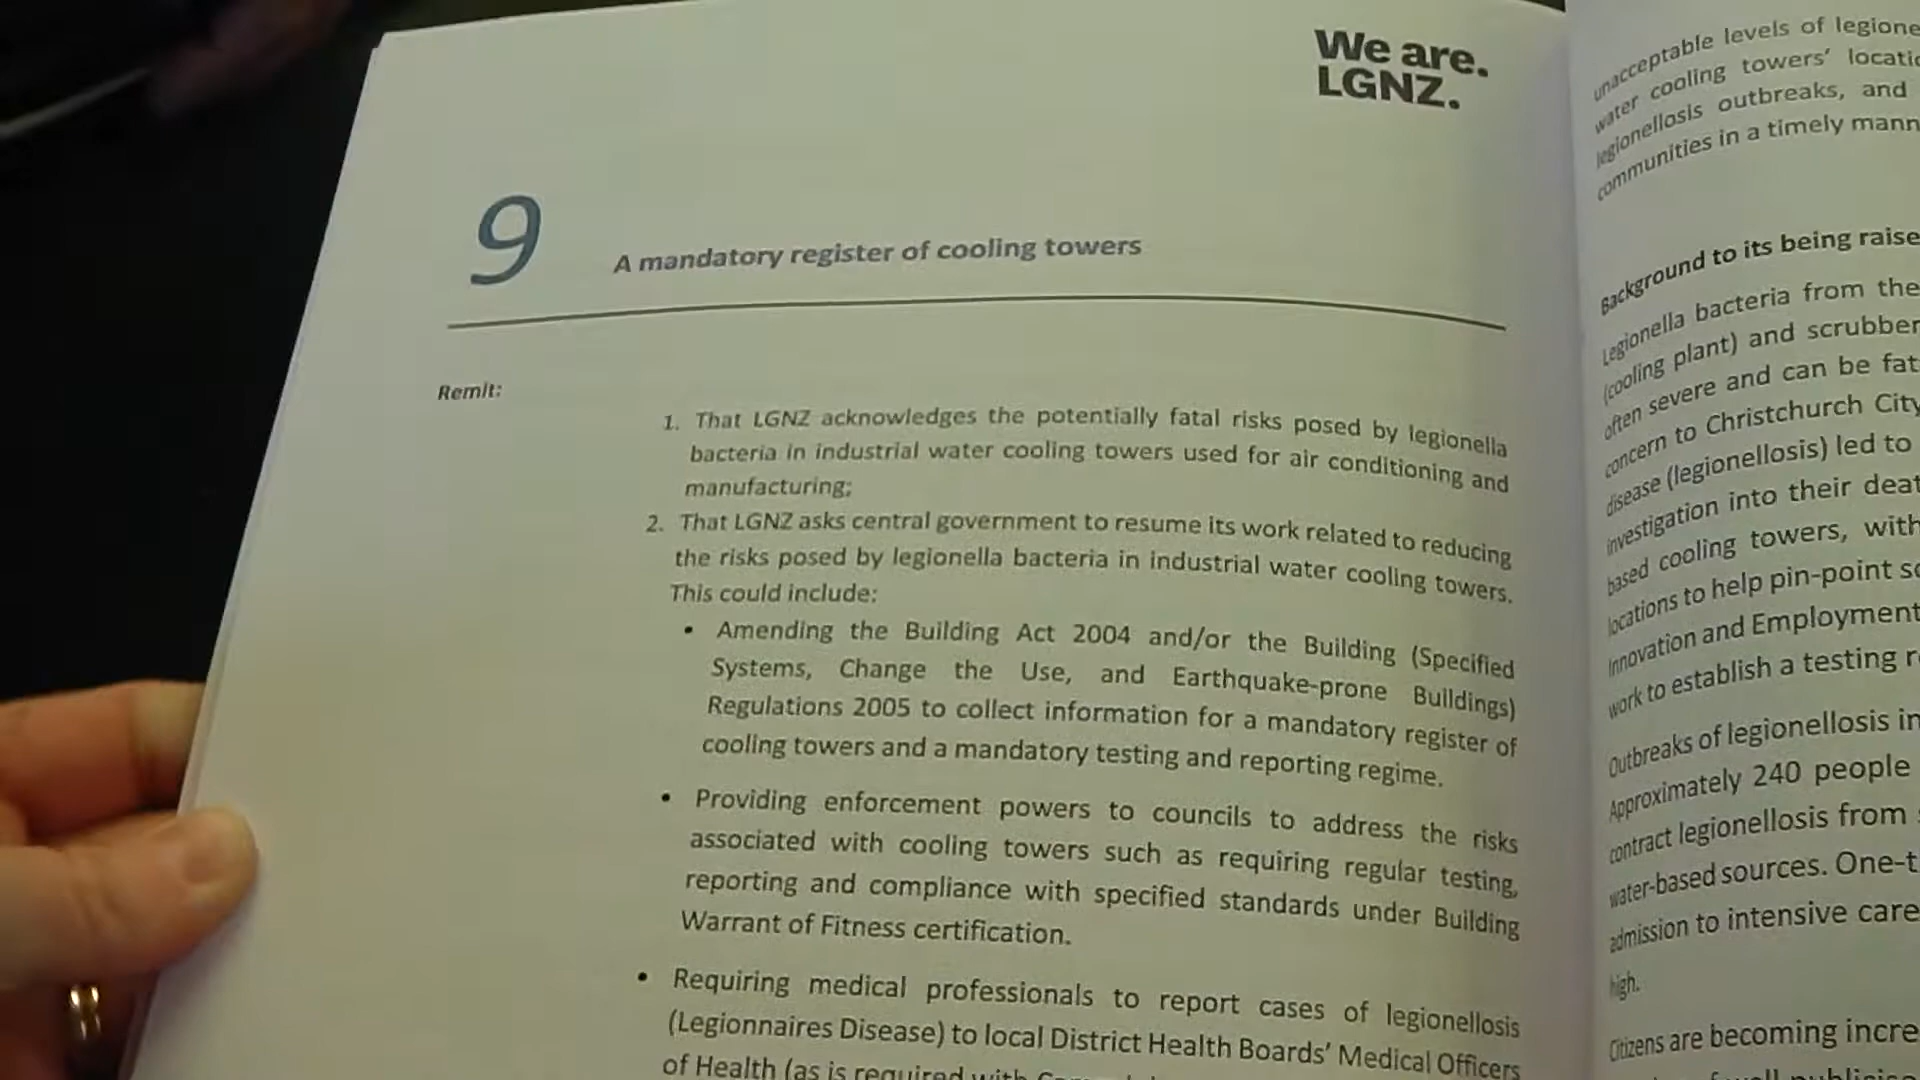 We are.
LGNZ.
9
A mandatory register of cooling towers
Remit:
1. That LGNZ acknowledges the potentially fatal risks posed by legionella
bacteria in industrial water cooling towers used for air conditioning and
manufacturing;
2. That LGNZ asks central government to resume its work related to reducing
the risks posed by legionella bacteria in industrial water cooling towers.
This could include:
• Amending the Building Act 2004 and/or the Building (Specified
Systems, Change the Use, and Earthquake-prone Buildings)
Regulations 2005 to collect information for a mandatory register of
cooling towers and a mandatory testing and reporting regime.
• Providing enforcement powers to councils to address the risks
associated with cooling towers such as requiring regular testing,
reporting and compliance with specified standards under Building
Warrant of Fitness certification.
• Requiring medical professionals to report cases of legionellosis
(Legionnaires Disease) to local District Health Boards' Medical Officers
of Health (as is required with
unacceptable levels of
water cooling towers'
legionellosis outbreaks, and
communities in a timely
Background to its being
Legionella bacteria from the
(cooling plant) and
often severe and can be
concern to Christchurch City
disease (legionellosis) led to
investigation into their
based cooling towers, with
locations to help pin-point
Innovation and Employment
work to establish a testing
Outbreaks of legionellosis in
Approximately 240 people
contract legionellosis from
water-based sources.
admission to intensive care
high.
Citizens are becoming